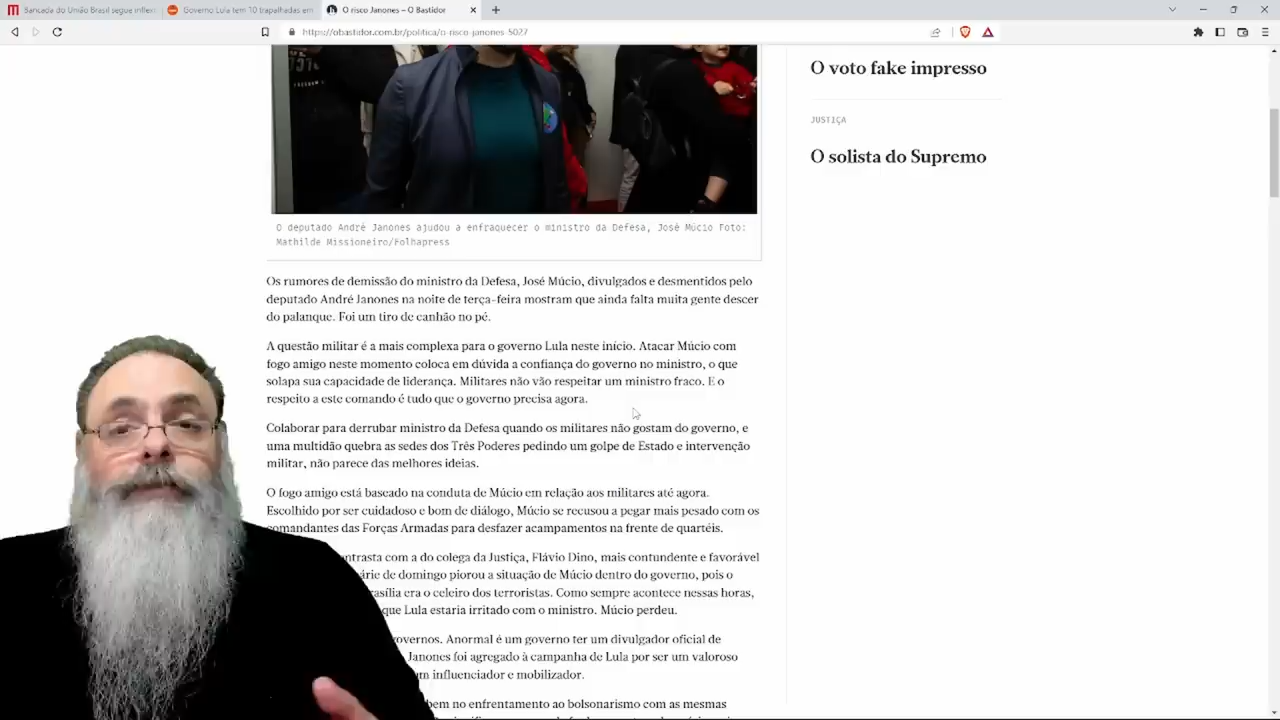 Bancada do União Brasil segue inflex
Governo Lula tem 10 trapalhadas em
O risco Janones – O Bastidor
https://obastidor.com.br/politica/o-risco-janones-5027
O voto fake impresso
JUSTIÇA
O solista do Supremo
O deputado André Janones ajudou a enfraquecer o ministro da Defesa, José Múcio Foto:
Mathilde Missioneiro/Folhapress
Os rumores de demissão do ministro da Defesa, José Múcio, divulgados e desmentidos pelo
deputado André Janones na noite de terça-feira mostram que ainda falta muita gente descer
do palanque. Foi um tiro de canhão no pé.
A questão militar é a mais complexa para o governo Lula neste início. Atacar Múcio com
fogo amigo neste momento coloca em dúvida a confiança do governo no ministro, o que
solapa sua capacidade de liderança. Militares não vão respeitar um ministro fraco. E o
respeito a este comando é tudo que o governo precisa agora.
Colaborar para derrubar ministro da Defesa quando os militares não gostam do governo, e
uma multidão quebra as sedes dos Três Poderes pedindo um golpe de Estado e intervenção
militar, não parece das melhores ideias.
O fogo amigo está baseado na conduta de Múcio em relação aos militares até agora.
Escolhido por ser cuidadoso e bom de diálogo, Múcio se recusou a pegar mais pesado com os
comandantes das Forças Armadas para desfazer acampamentos na frente de quartéis.
ntrasta com a do colega da Justiça, Flávio Dino, mais contundente e favorável
árie de domingo piorou a situação de Múcio dentro do governo, pois o
asília era o celeiro dos terroristas. Como sempre acontece nessas horas,
que Lula estaria irritado com o ministro. Múcio perdeu.
governos. Anormal é um governo ter um divulgador oficial de
Janones foi agregado à campanha de Lula por ser um valoroso
m influenciador e mobilizador.
bem no enfrentamento ao bolsonarismo com as mesmas